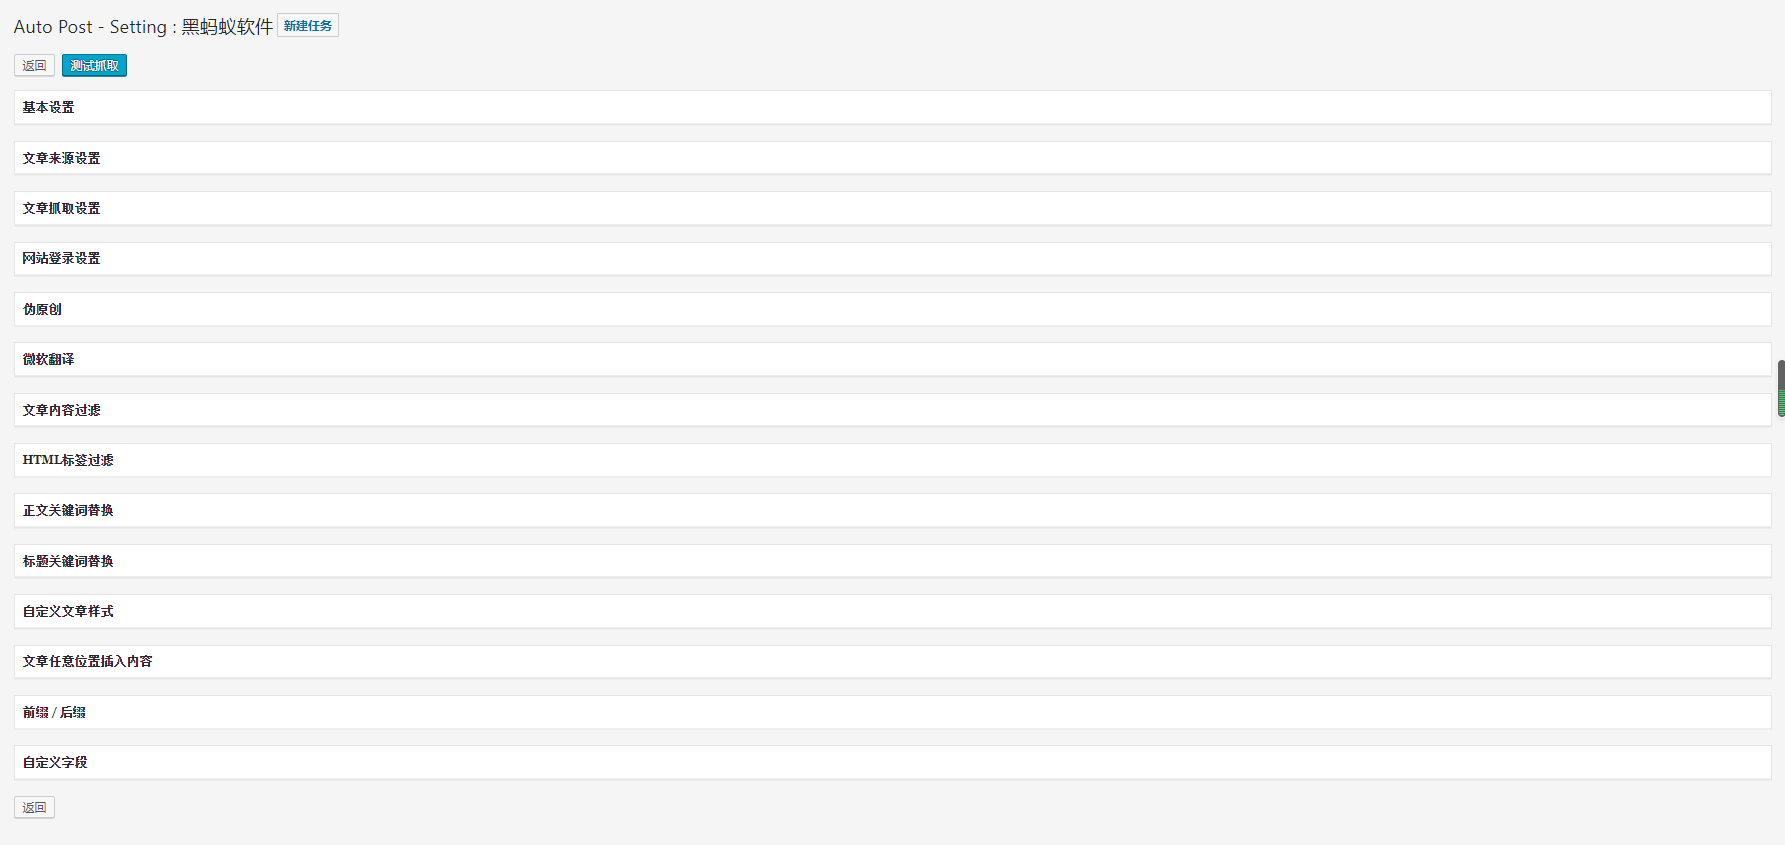 Auto Post - Setting : 黑蚂蚁软件 新建任务
返回 测试抓取
基本设置
文章来源设置
文章抓取设置
网站登录设置
伪原创
微软翻译
文章内容过滤
HTML标签过滤
正文关键词替换
标题关键词替换
自定义文章样式
文章任意位置插入内容
前缀 / 后缀
自定义字段
返回